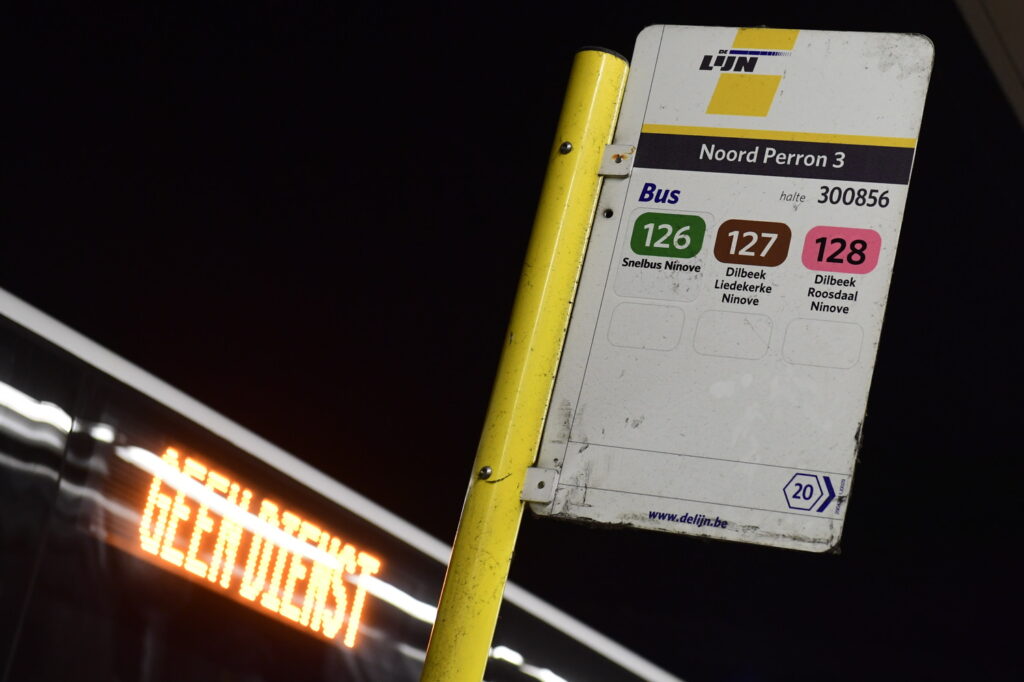 DE
LIJN
Noord Perron 3
Bus
halte 300856
126
Snelbus Ninove
127
Dilbeek
Liedekerke
Ninove
128
Dilbeek
Roosdaal
Ninove
20
www.delijn.be
GEEN DIENST